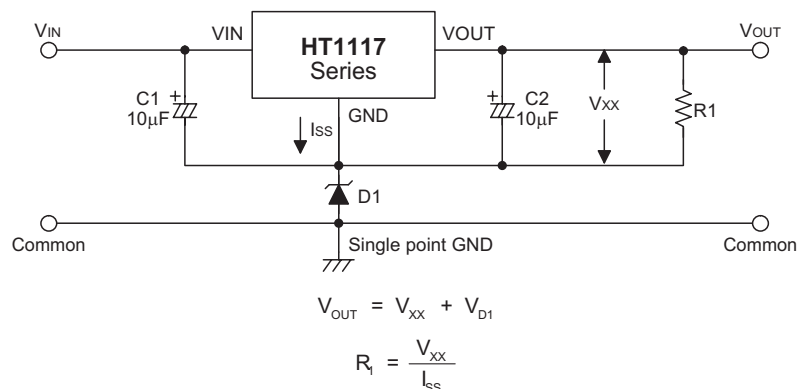 VIN VIN HT1117 VOUT VOUT
Series
C1 + 10μF
GND
ISS
C2 + 10μF
VXX
R1
D1
Common Single point GND Common
VOUT = VXX + VD1
R1 = VXX / ISS